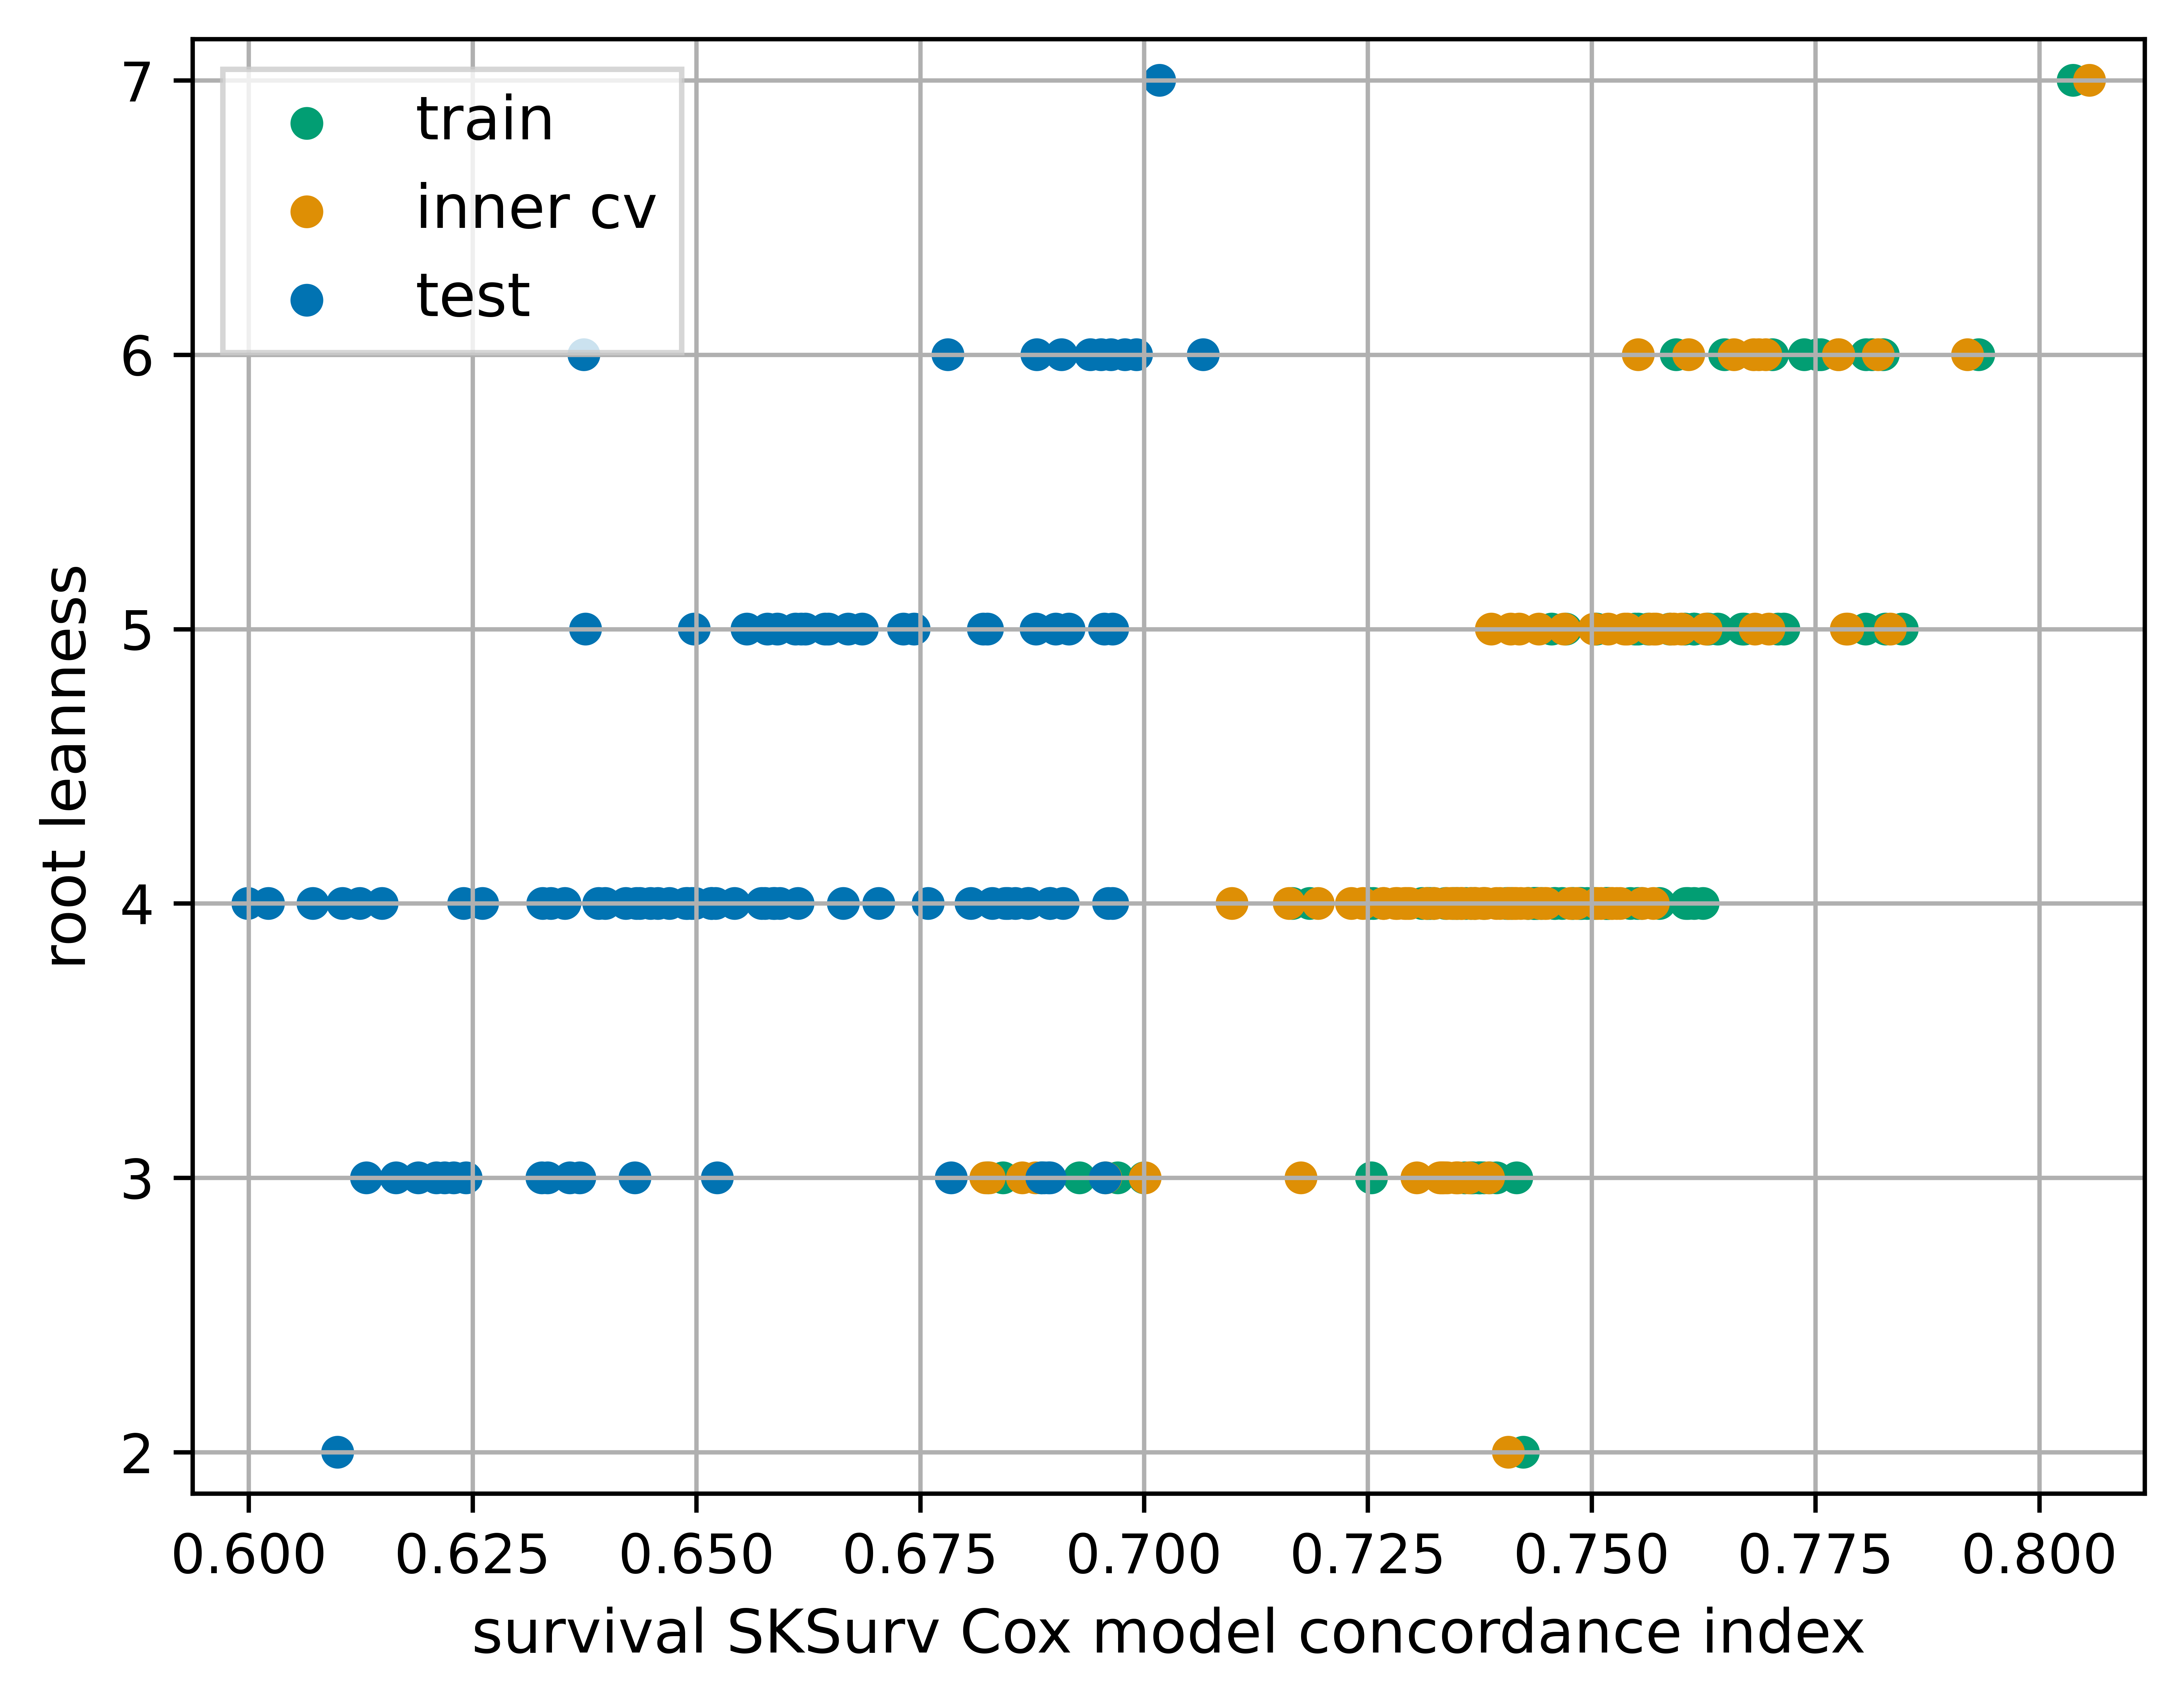 train
inner cv
test
7
6
5
4
3
2
root leanness
0.600 0.625 0.650 0.675 0.700 0.725 0.750 0.775 0.800
survival SKSurv Cox model concordance index